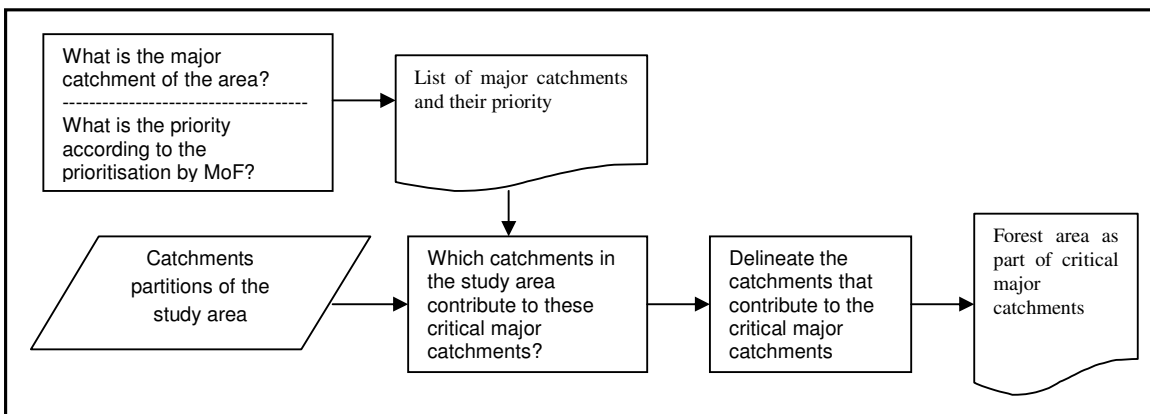 What is the major
catchment of the area?
-------------------------------------
What is the priority
according to the
prioritisation by MoF?
List of major catchments
and their priority
Catchments
partitions of the
study area
Which catchments in
the study area
contribute to these
critical major
catchments?
Delineate the
catchments that
contribute to the
critical major
catchments
Forest area as
part of critical
major
catchments